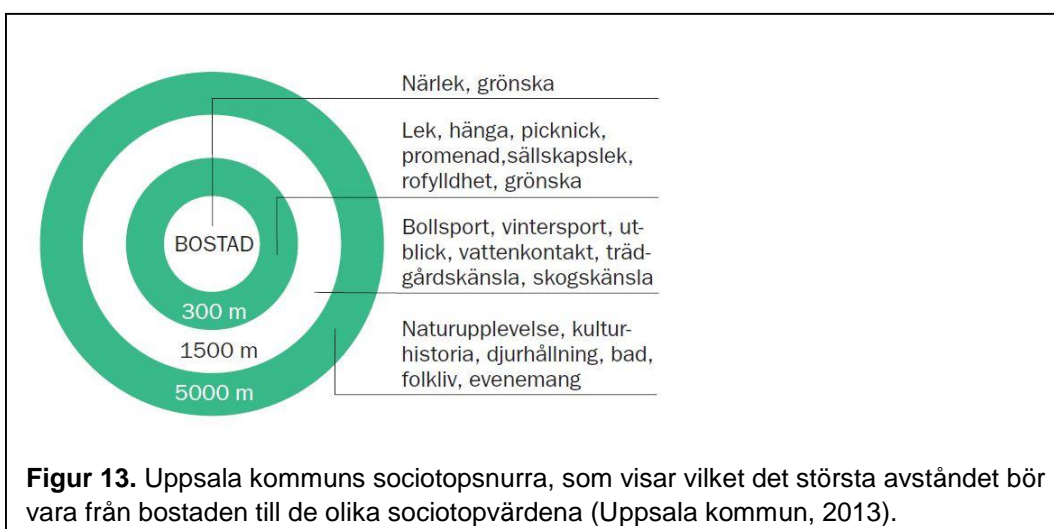 Närlek, grönska
Lek, hänga, picknick,
promenad,sällskapslek,
rofylldhet, grönska
Bollsport, vintersport, ut-
blick, vattenkontakt, träd-
gårdskänsla, skogskänsla
Naturupplevelse, kultur-
historia, djurhållning, bad,
folkliv, evenemang
BOSTAD
300 m
1500 m
5000 m
Figur 13. Uppsala kommuns sociotopsnurra, som visar vilket det största avståndet bör
vara från bostaden till de olika sociotopvärdena (Uppsala kommun, 2013).